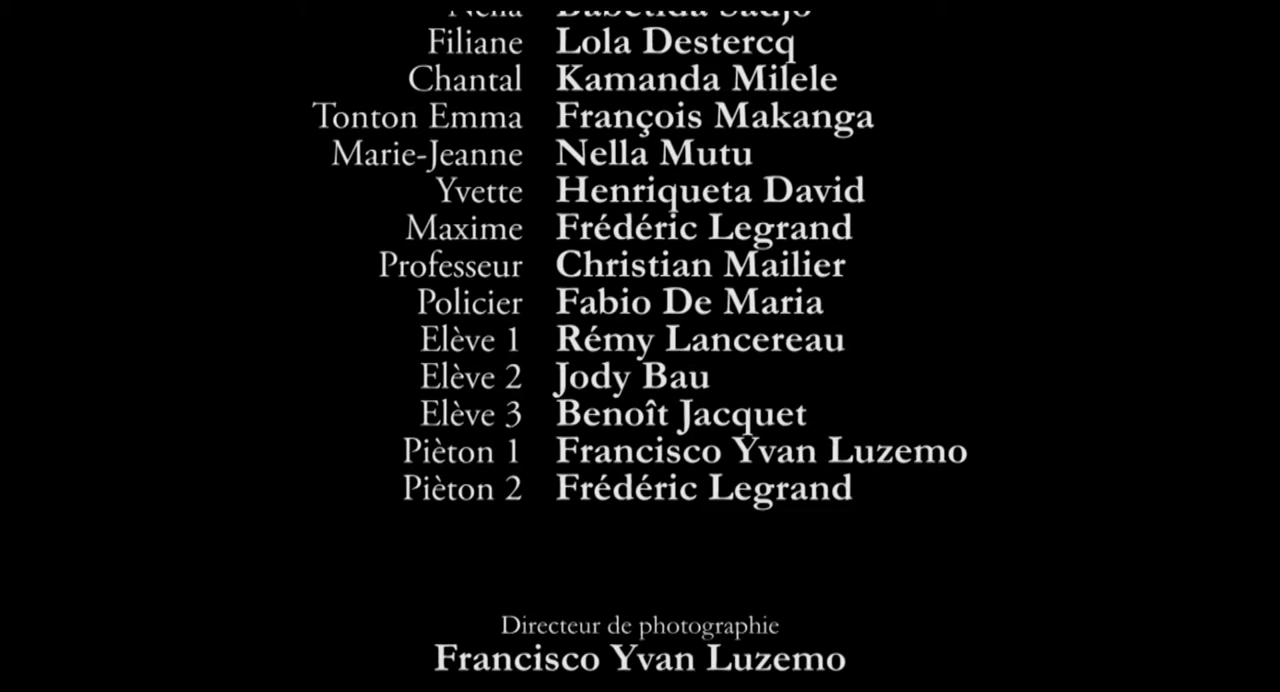 Filiane Lola Destercq
Chantal Kamanda Milele
Tonton Emma François Makanga
Marie-Jeanne Nella Mutu
Yvette Henriqueta David
Maxime Frédéric Legrand
Professeur Christian Mailier
Policier Fabio De Maria
Elève 1 Rémy Lancereau
Elève 2 Jody Bau
Elève 3 Benoît Jacquet
Pièton 1 Francisco Yvan Luzemo
Pièton 2 Frédéric Legrand
Directeur de photographie
Francisco Yvan Luzemo